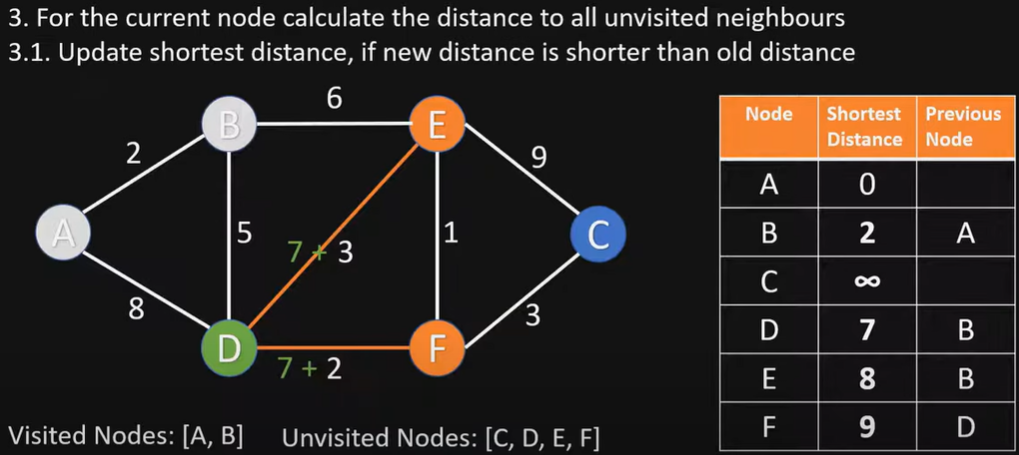 3. For the current node calculate the distance to all unvisited neighbours
3.1. Update shortest distance, if new distance is shorter than old distance
6
B
E
2
9
A
5
7 + 3
1
C
8
3
D
F
7 + 2
Node Shortest Distance Previous Node
A 0
B 2 A
C ∞
D 7 B
E 8 B
F 9 D
Visited Nodes: [A, B] Unvisited Nodes: [C, D, E, F]